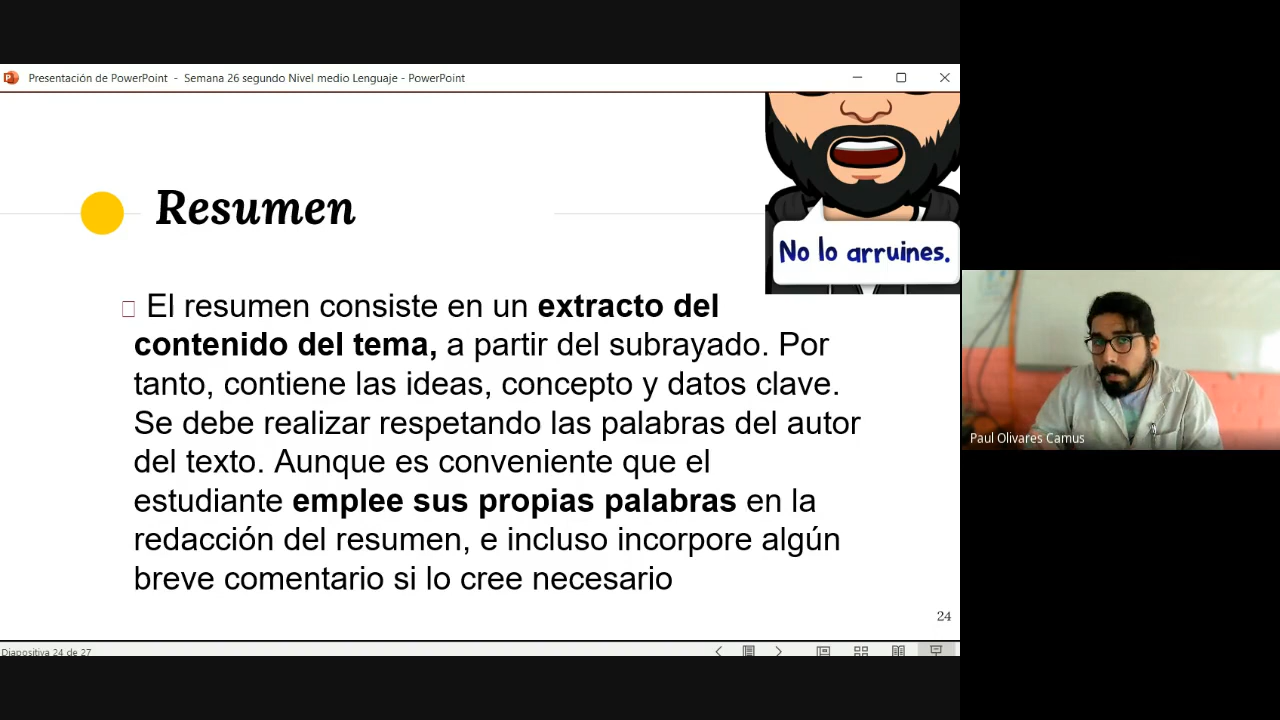 Presentación de PowerPoint - Semana 26 segundo Nivel medio Lenguaje - PowerPoint
Resumen
No lo arruines.
El resumen consiste en un extracto del
contenido del tema, a partir del subrayado. Por
tanto, contiene las ideas, concepto y datos clave.
Se debe realizar respetando las palabras del autor
del texto. Aunque es conveniente que el
estudiante emplee sus propias palabras en la
redacción del resumen, e incluso incorpore algún
breve comentario si lo cree necesario
Paul Olivares Camus
24
Diapositiva 24 de 27